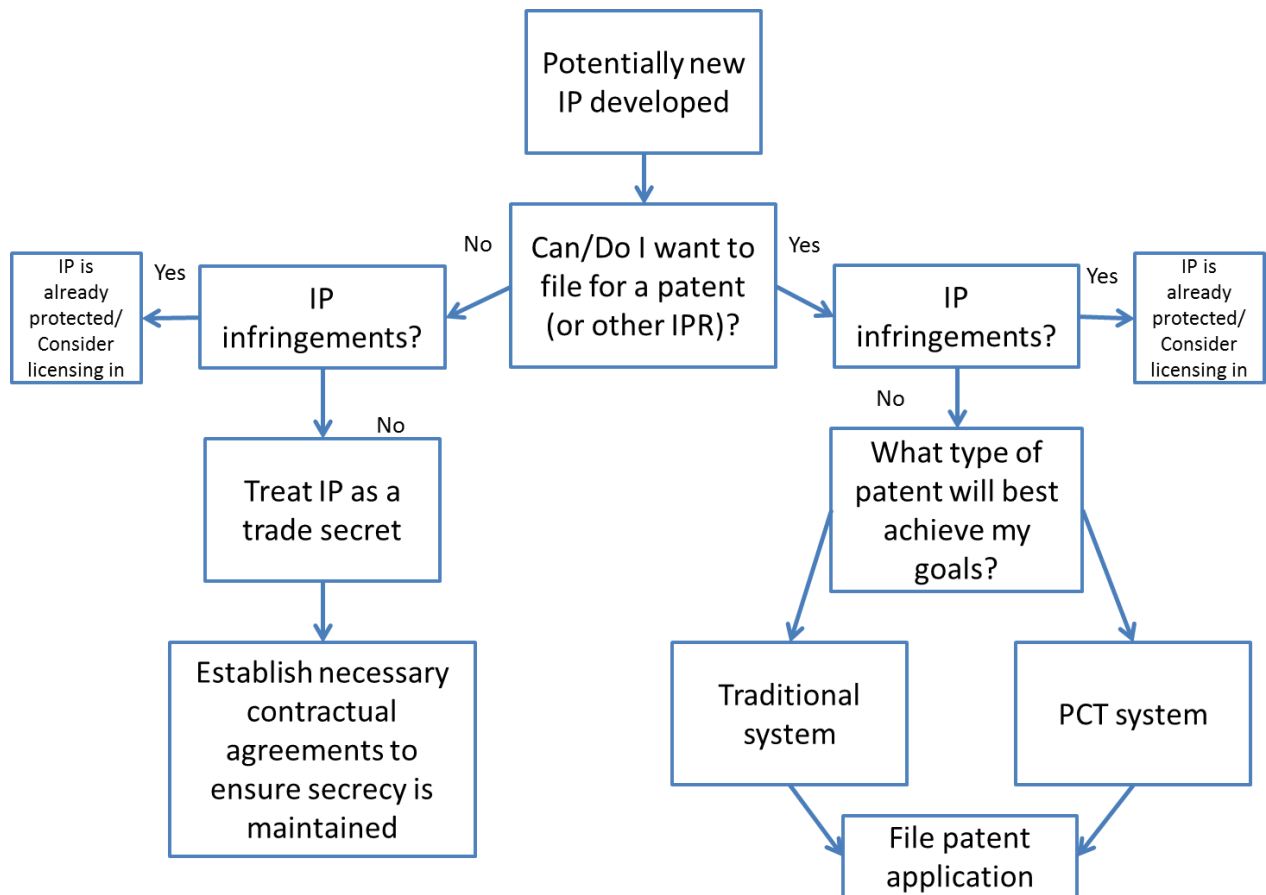 Potentially new
IP developed
Can/Do I want to
file for a patent
(or other IPR)?
No
Yes
IP is
already
protected/
Consider
licensing in
Yes
IP
infringements?
IP
infringements?
Yes
IP is
already
protected/
Consider
licensing in
No
No
Treat IP as a
trade secret
What type of
patent will best
achieve my
goals?
Establish necessary
contractual
agreements to
ensure secrecy is
maintained
Traditional
system
PCT system
File patent
application